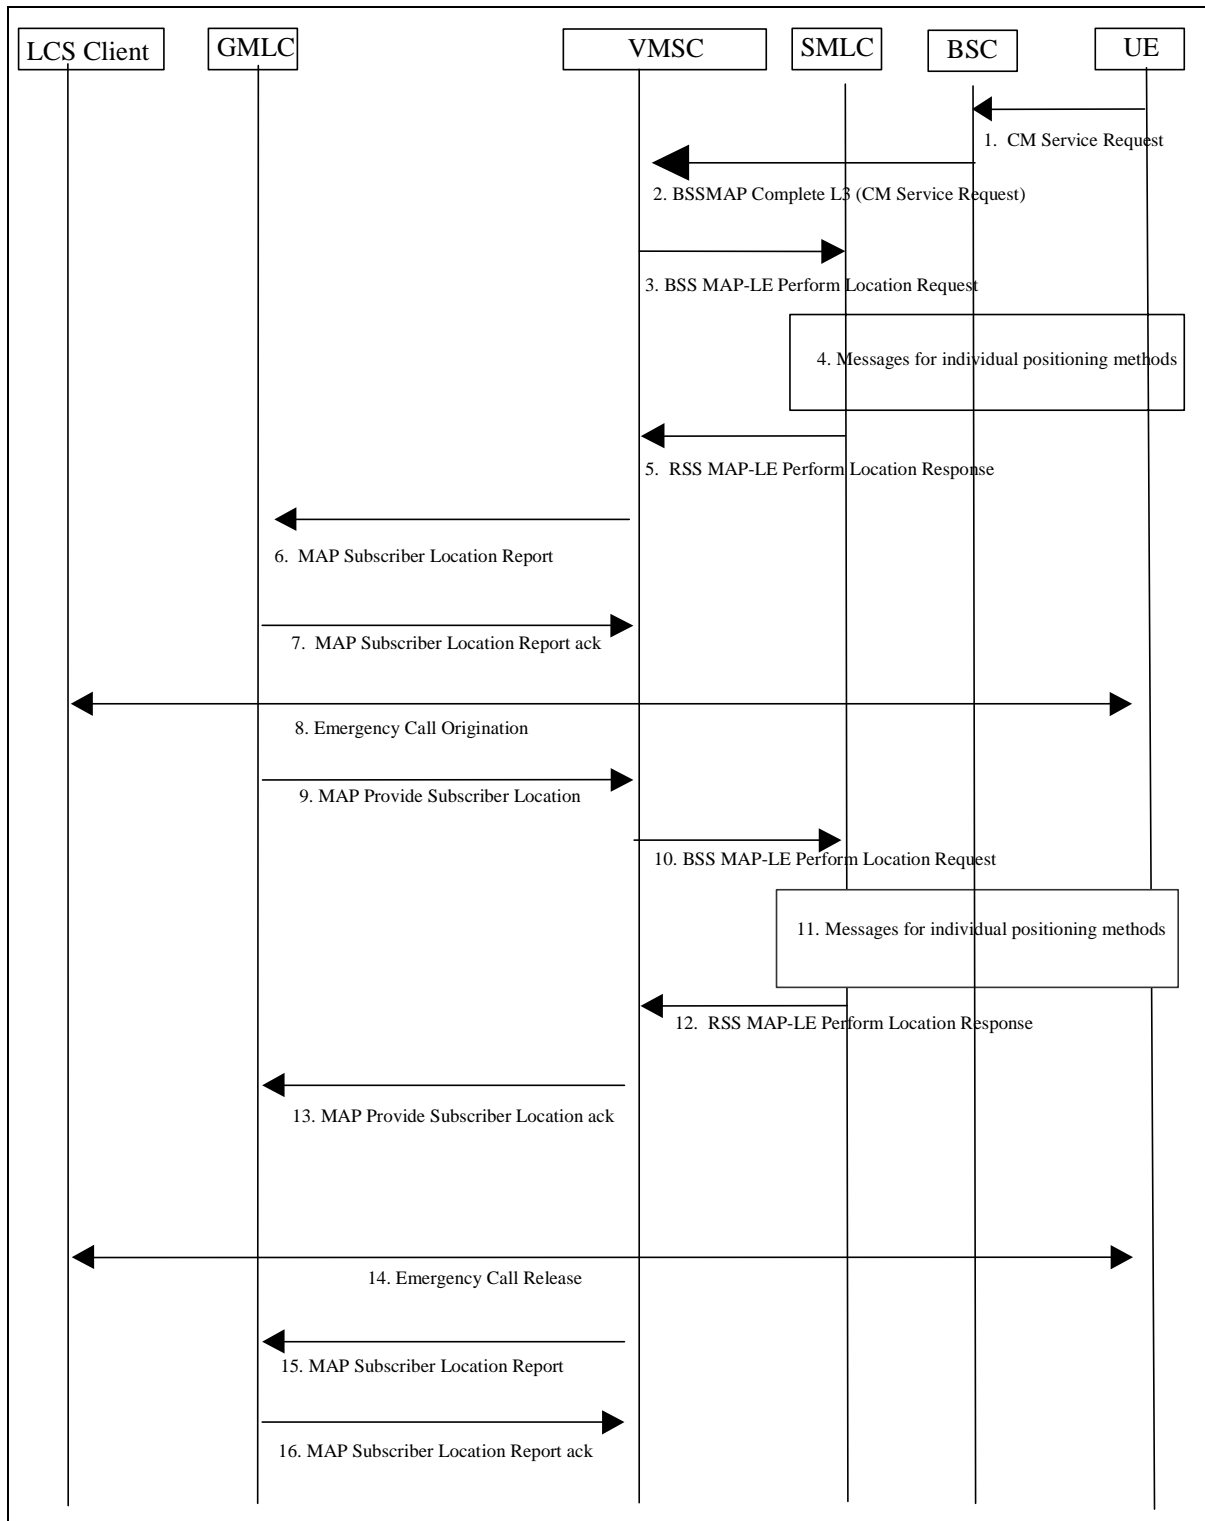 LCS Client
GMLC
VMSC
SMLC
BSC
UE
1. CM Service Request
2. BSSMAP Complete L3 (CM Service Request)
3. BSS MAP-LE Perform Location Request
4. Messages for individual positioning methods
5. RSS MAP-LE Perform Location Response
6. MAP Subscriber Location Report
7. MAP Subscriber Location Report ack
8. Emergency Call Origination
9. MAP Provide Subscriber Location
10. BSS MAP-LE Perform Location Request
11. Messages for individual positioning methods
12. RSS MAP-LE Perform Location Response
13. MAP Provide Subscriber Location ack
14. Emergency Call Release
15. MAP Subscriber Location Report
16. MAP Subscriber Location Report ack